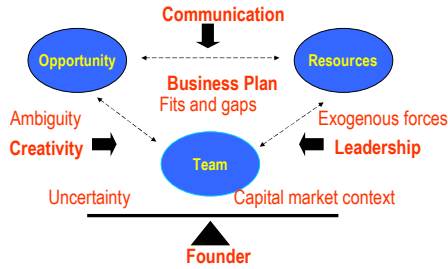 Communication
Opportunity
Resources
Business Plan
Fits and gaps
Ambiguity
Exogenous forces
Creativity
Leadership
Team
Uncertainty
Capital market context
Founder